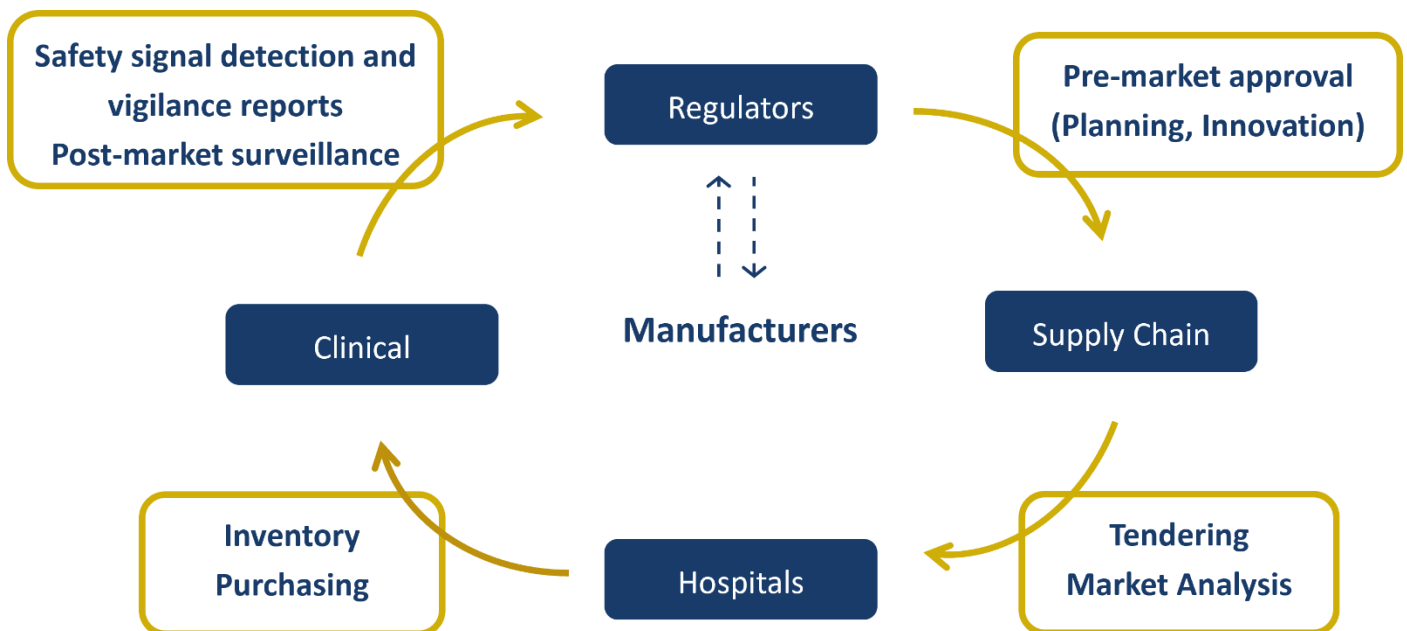 Safety signal detection and
vigilance reports
Post-market surveillance
Regulators
Pre-market approval
(Planning, Innovation)
Clinical
Manufacturers
Supply Chain
Inventory
Purchasing
Hospitals
Tendering
Market Analysis